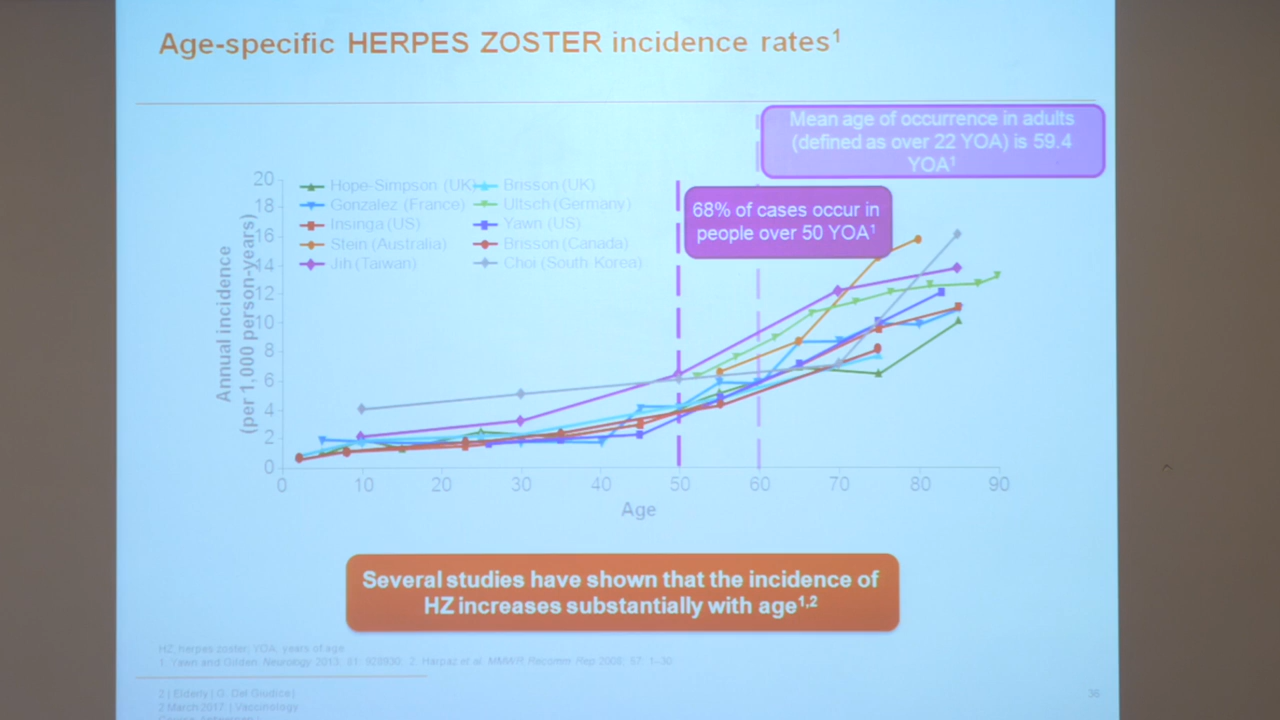 Age-specific HERPES ZOSTER incidence rates¹
Mean age of occurrence in adults
(defined as over 22 YOA) is 59.4
YOA¹
68% of cases occur in
people over 50 YOA¹
Hope-Simpson (UK)
Brisson (UK)
Gonzalez (France)
Ultsch (Germany)
Insinga (US)
Yawn (US)
Stein (Australia)
Brisson (Canada)
Jih (Taiwan)
Choi (South Korea)
Annual incidence
(per 1,000 person-years)
20
18
16
14
12
10
8
6
4
2
0
0 10 20 30 40 50 60 70 80 90
Age
Several studies have shown that the incidence of
HZ increases substantially with age¹,²
HZ, herpes zoster; YOA, years of age
1. Yawn and Gilden. Neurology 2013; 81: 928930; 2. Harpaz et al. MMWR Recomm Rep 2008; 57: 1–30
2 | Elderly | G. Del Giudice |
2 March 2017 | Vaccinology
36